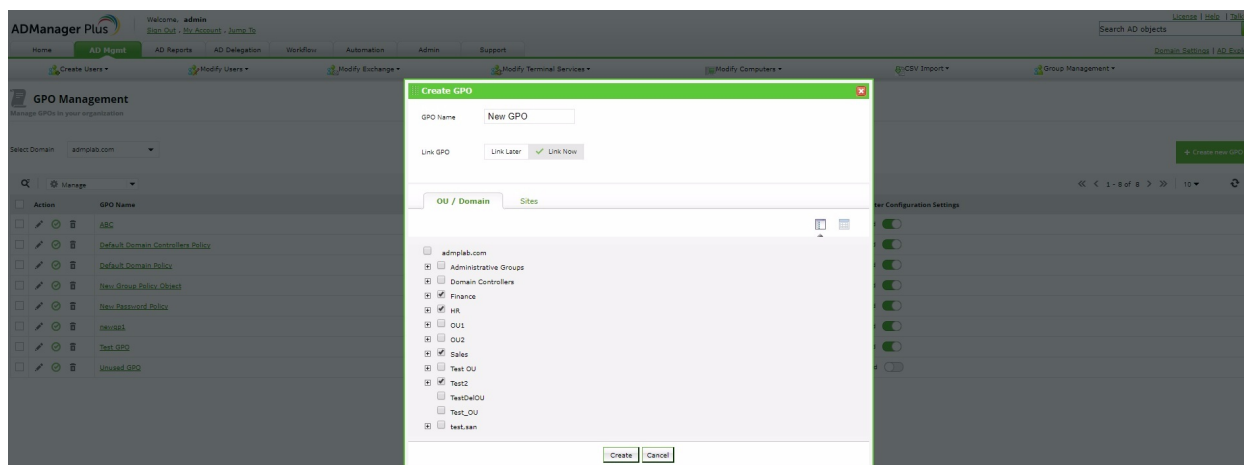 License | Help | Talk
ADManager Plus
Welcome, admin
Sign Out . My Account . Jump To
Search AD objects
Home AD Mgmt AD Reports AD Delegation Workflow Automation Admin Support
Domain Settings | AD Expl
Create Users Modify Users Modify Exchange Modify Terminal Services Modify Computers CSV Import Group Management
GPO Management
Manage GPOs in your organization
Select Domain admplab.com
+ Create new GPO
Manage
1 - 8 of 8 10
Action GPO Name ter Configuration Settings
ABC
Default Domain Controllers Policy
Default Domain Policy
New Group Policy Object
New Password Policy
Test GPO
Unused GPO
Create GPO
GPO Name New GPO
Link GPO Link Later Link Now
OU / Domain Sites
admplab.com
Administrative Groups
Domain Controllers
Finance
HR
OU1
OU2
Sales
Test OU
Test2
TestDelOU
Test_OU
test.san
Create Cancel